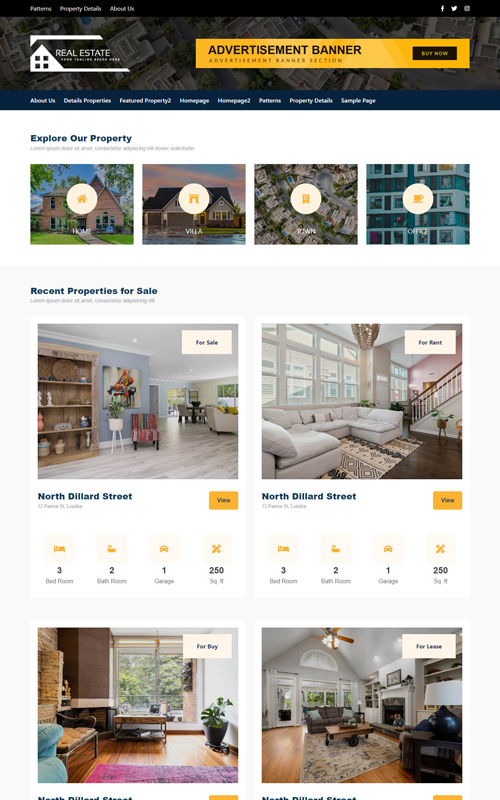 Patterns Property Details About Us
REAL ESTATE
YOUR TAGLINE SPACE HERE
ADVERTISEMENT BANNER
ADVERTISEMENT BANNER SECTION
BUY NOW
About Us Details Properties Featured Property2 Homepage Homepage2 Patterns Property Details Sample Page
Explore Our Property
Lorem ipsum dolor sit amet, consectetur adipiscing elit donec sollicitudin
HOME VILLA TOWN OFFICE
Recent Properties for Sale
Lorem ipsum dolor sit amet, consectetur adipiscing elit
For Sale For Rent
North Dillard Street View North Dillard Street View
12 Paston St, London 12 Paston St, London
3 2 1 250 3 2 1 250
Bed Room Bath Room Garage Sq. ft Bed Room Bath Room Garage Sq. ft
For Buy For Lease
North Dillard Street North Dillard Street